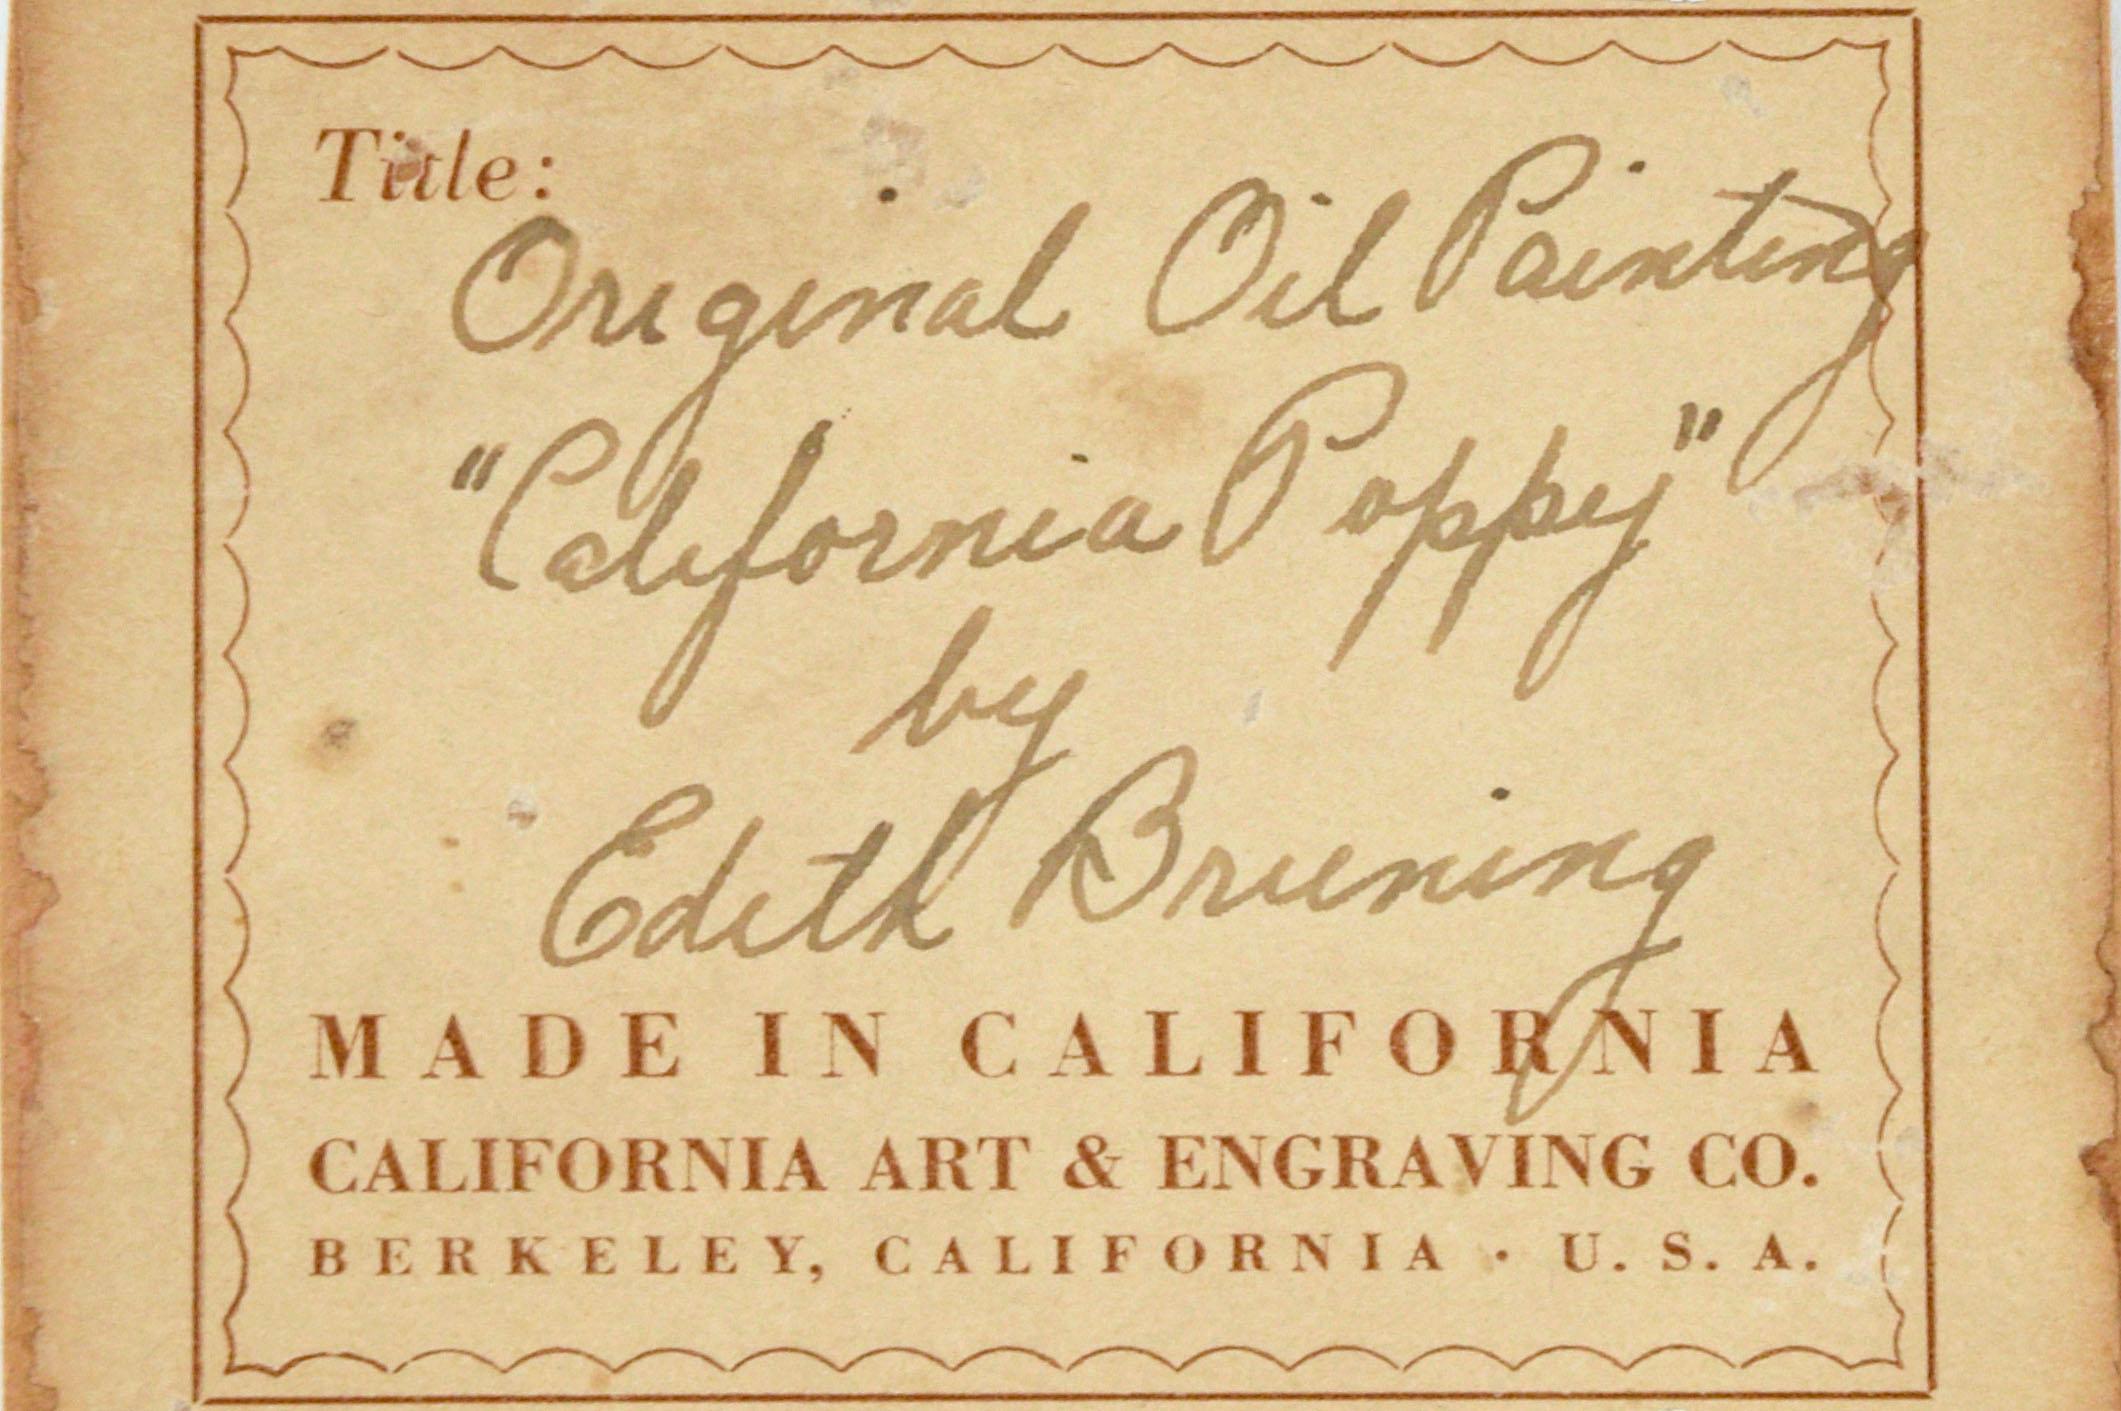 Title:
Original Oil Painting
"California Poppy"
by
Edith Bruning
MADE IN CALIFORNIA
CALIFORNIA ART & ENGRAVING CO.
BERKELEY, CALIFORNIA · U. S. A.